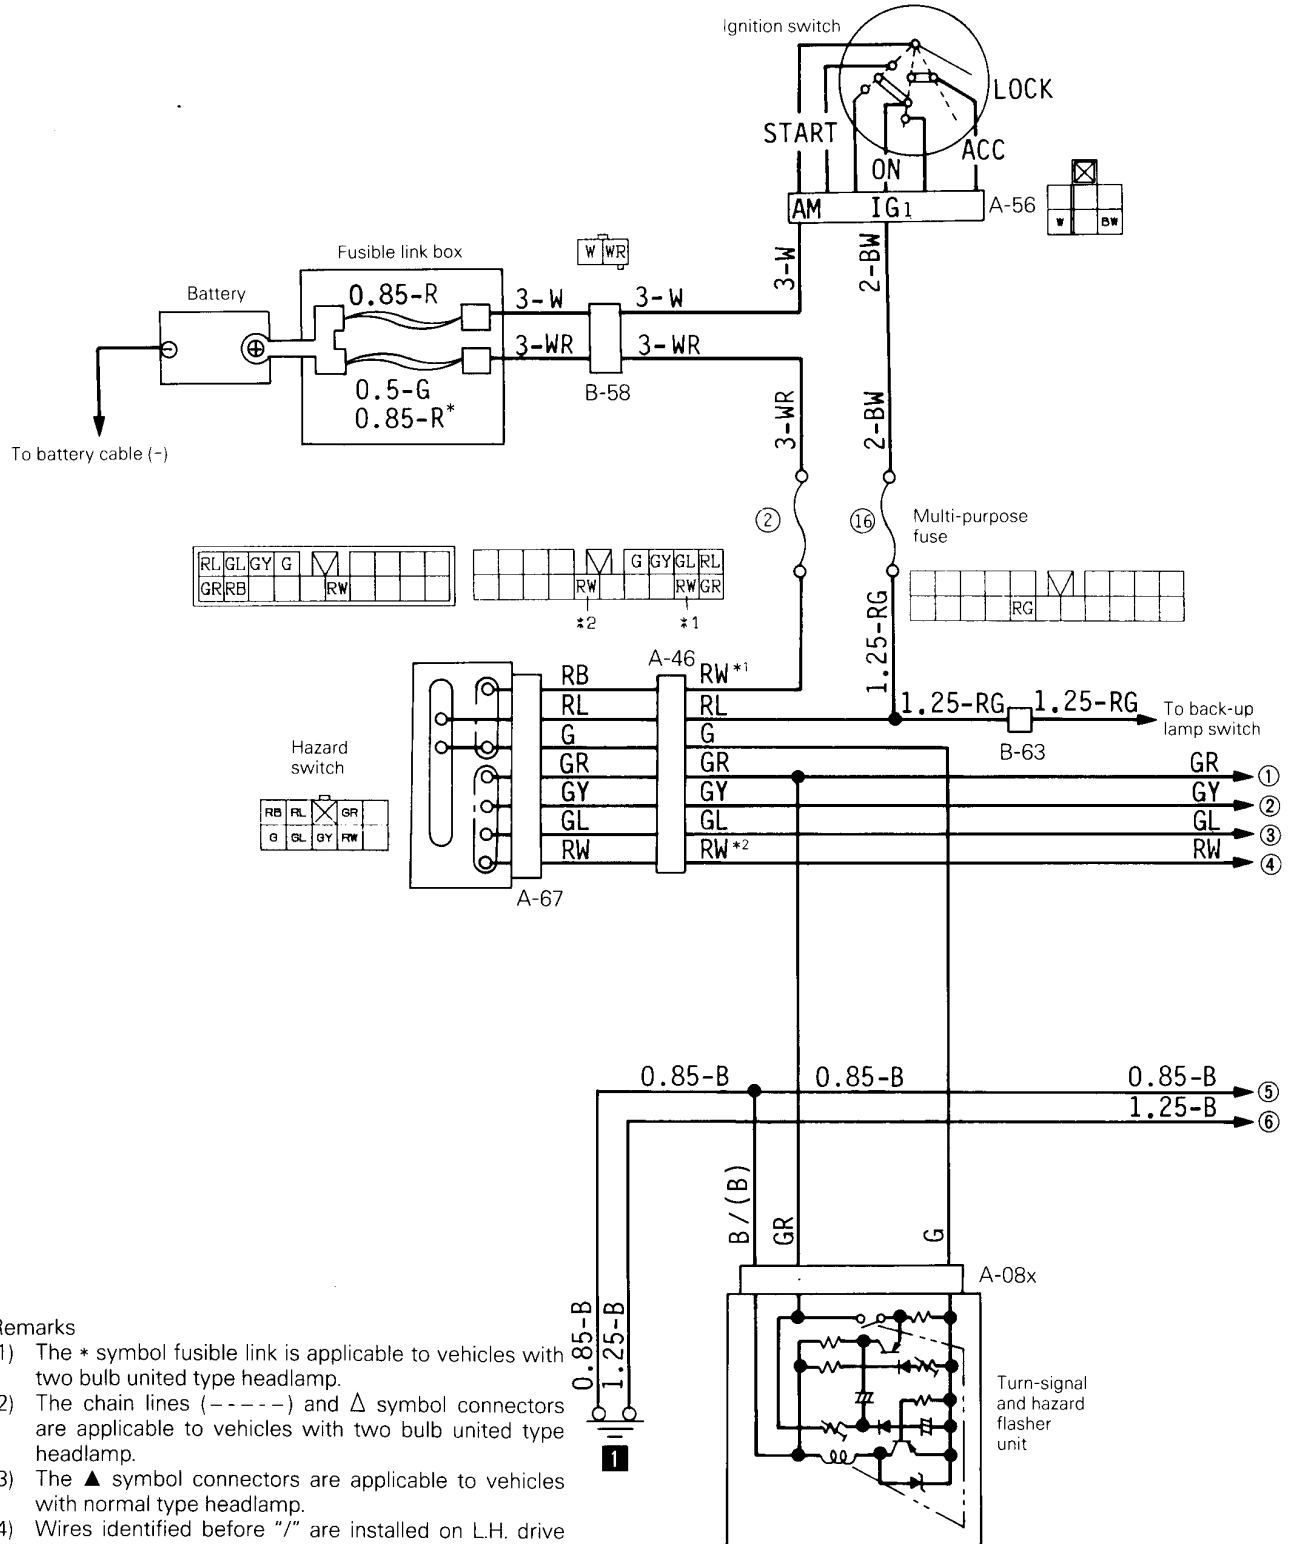 Ignition switch
LOCK
START
ACC
ON
AM IG1
A-56
W BW
3-W
2-BW
W WR
Fusible link box
Battery
0.85-R
3-W
3-W
3-WR
3-WR
0.5-G
0.85-R*
B-58
To battery cable (-)
3-WR
2-BW
2
16
Multi-purpose
fuse
RL GL GY G
GR RB RW
G GY GL RL
RW RW GR
*2 *1
RG
1.25-RG
A-46
RB RW*1
RL RL
1.25-RG 1.25-RG
To back-up
lamp switch
B-63
G G
GR GR GR 1
GY GY GY 2
GL GL GL 3
RW RW*2 RW 4
Hazard
switch
RB RL GR
G GL GY RW
A-67
0.85-B 0.85-B 0.85-B 5
1.25-B 6
B/(B)
GR
G
A-08x
0.85-B
1.25-B
1
Turn-signal
and hazard
flasher
unit
Remarks
1) The * symbol fusible link is applicable to vehicles with
two bulb united type headlamp.
2) The chain lines (-----) and Δ symbol connectors
are applicable to vehicles with two bulb united type
headlamp.
3) The ▲ symbol connectors are applicable to vehicles
with normal type headlamp.
4) Wires identified before "/" are installed on L.H. drive